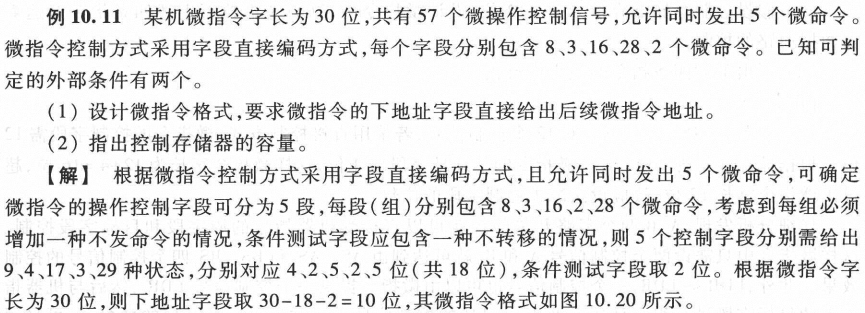 例 10.11 某机微指令字长为 30 位,共有 57 个微操作控制信号,允许同时发出 5 个微命令。
微指令控制方式采用字段直接编码方式,每个字段分别包含 8、3、16、28、2 个微命令。已知可判
定的外部条件有两个。
(1) 设计微指令格式,要求微指令的下地址字段直接给出后续微指令地址。
(2) 指出控制存储器的容量。
【解】 根据微指令控制方式采用字段直接编码方式,且允许同时发出 5 个微命令,可确定
微指令的操作控制字段可分为 5 段,每段(组)分别包含 8、3、16、2、28 个微命令,考虑到每组必须
增加一种不发命令的情况,条件测试字段应包含一种不转移的情况,则 5 个控制字段分别需给出
9、4、17、3、29 种状态,分别对应 4、2、5、2、5 位(共 18 位),条件测试字段取 2 位。根据微指令字
长为 30 位,则下地址字段取 30-18-2=10 位,其微指令格式如图 10.20 所示。